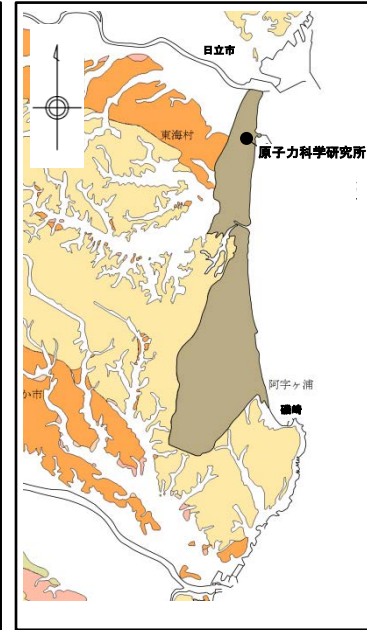 日立市
東海村
原子力科学研究所
阿字ヶ浦
磯崎
か市